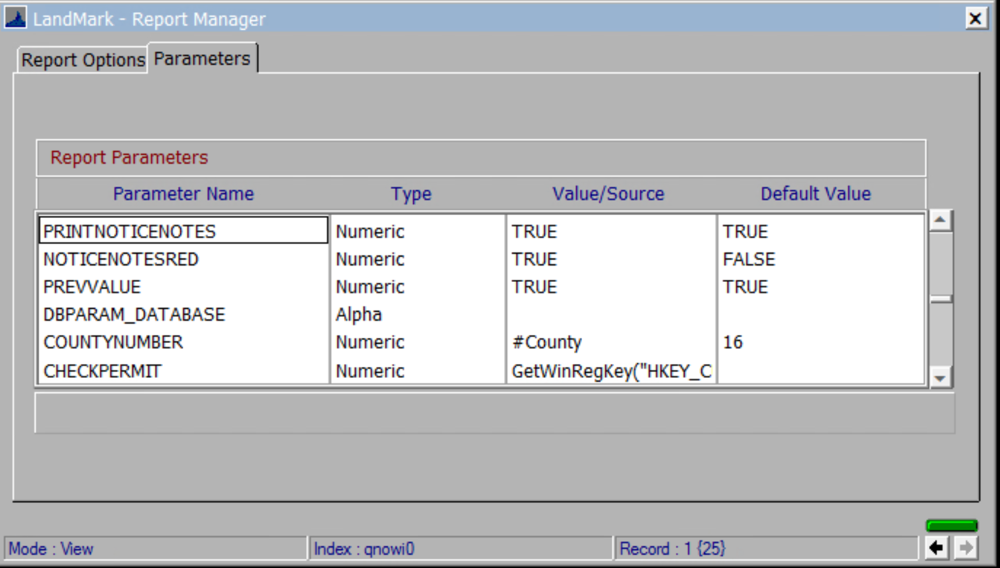 LandMark - Report Manager
Report Options Parameters
Report Parameters
Parameter Name Type Value/Source Default Value
PRINTNOTICENOTES Numeric TRUE TRUE
NOTICENOTESRED Numeric TRUE FALSE
PREVVALUE Numeric TRUE TRUE
DBPARAM_DATABASE Alpha
COUNTYNUMBER Numeric #County 16
CHECKPERMIT Numeric GetWinRegKey("HKEY_C
Mode : View Index : qnowi0 Record : 1 {25}